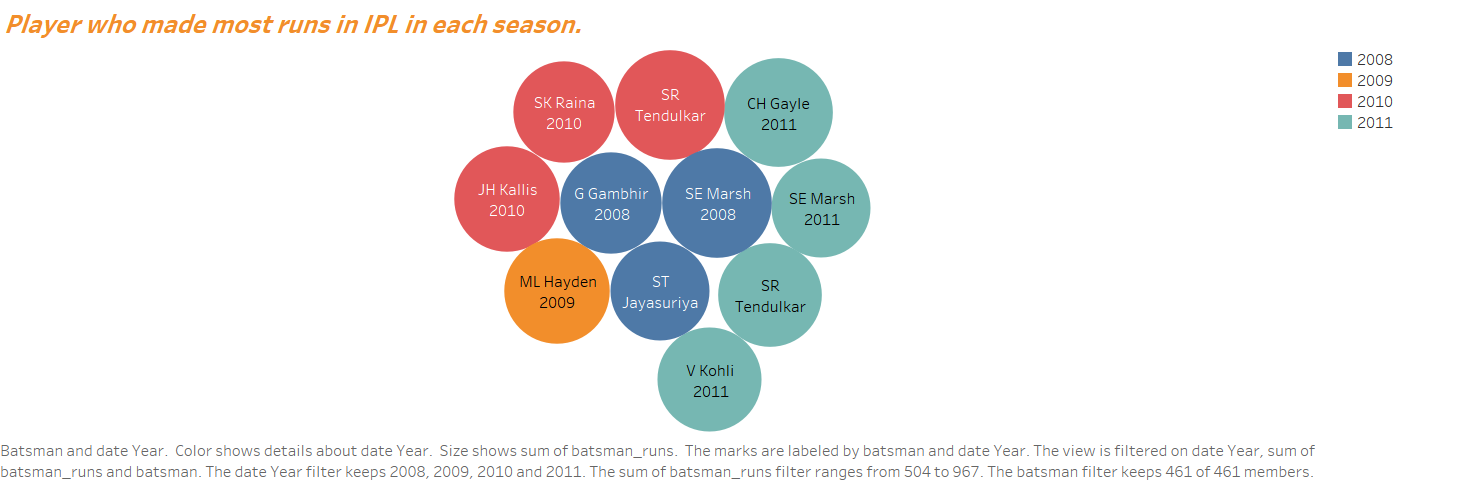 Player who made most runs in IPL in each season.
2008
2009
2010
2011
SK Raina
2010
SR
Tendulkar
CH Gayle
2011
JH Kallis
2010
G Gambhir
2008
SE Marsh
2008
SE Marsh
2011
ML Hayden
2009
ST
Jayasuriya
SR
Tendulkar
V Kohli
2011
Batsman and date Year.  Color shows details about date Year.  Size shows sum of batsman_runs.  The marks are labeled by batsman and date Year. The view is filtered on date Year, sum of
batsman_runs and batsman. The date Year filter keeps 2008, 2009, 2010 and 2011. The sum of batsman_runs filter ranges from 504 to 967. The batsman filter keeps 461 of 461 members.